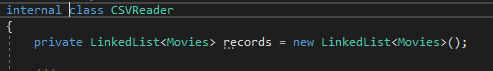 internal class CSVReader
{
private LinkedList<Movies> records = new LinkedList<Movies>();